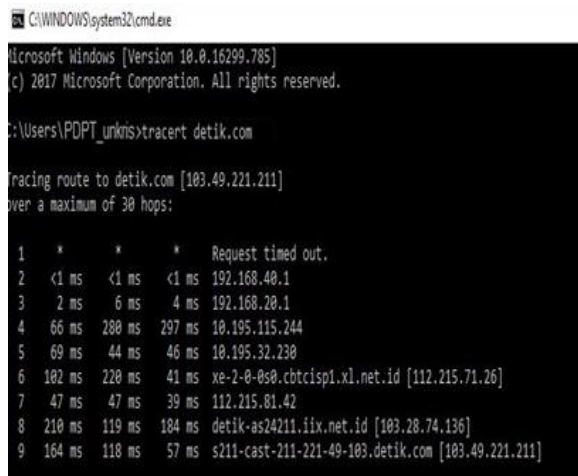 C:\WINDOWS\system32\cmd.exe
Microsoft Windows [Version 10.0.16299.785]
(c) 2017 Microsoft Corporation. All rights reserved.
C:\Users\PDPT_unkris>tracert detik.com
Tracing route to detik.com [103.49.221.211]
over a maximum of 30 hops:
1 * * * Request timed out.
2 <1 ms <1 ms <1 ms 192.168.40.1
3 2 ms 6 ms 4 ms 192.168.20.1
4 66 ms 280 ms 297 ms 10.195.115.244
5 69 ms 44 ms 46 ms 10.195.32.230
6 102 ms 220 ms 41 ms xe-2-0-0s0.cbtcisp1.xl.net.id [112.215.71.26]
7 47 ms 47 ms 39 ms 112.215.81.42
8 210 ms 119 ms 184 ms detik-as24211.iix.net.id [103.28.74.136]
9 164 ms 118 ms 57 ms s211-cast-211-221-49-103.detik.com [103.49.221.211]